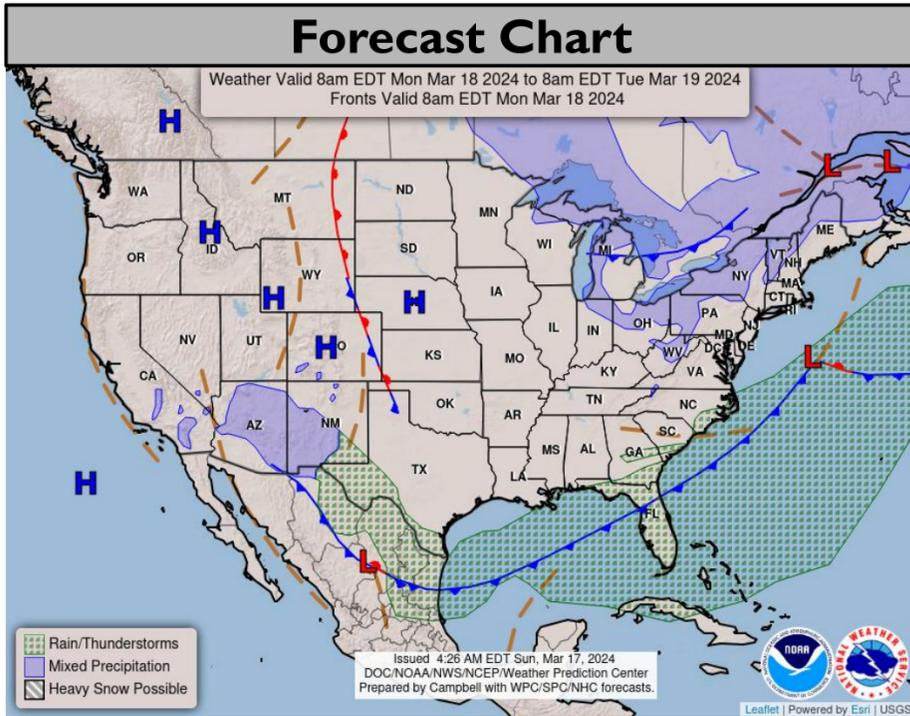 Forecast Chart
Weather Valid 8am EDT Mon Mar 18 2024 to 8am EDT Tue Mar 19 2024
Fronts Valid 8am EDT Mon Mar 18 2024
H
L
L
WA
MT
ND
MN
ME
H
ID
OR
WY
SD
WI
MI
VT
NH
NY
MA
CT
RI
H
H
IA
PA
NJ
NV
UT
H
O
IL
IN
OH
MD
DE
DC
L
CA
KS
MO
WV
KY
VA
AZ
NM
OK
AR
TN
NC
SC
H
TX
LA
MS
AL
GA
FL
L
Rain/Thunderstorms
Mixed Precipitation
Heavy Snow Possible
Issued 4:26 AM EDT Sun, Mar 17, 2024
DOC/NOAA/NWS/NCEP/Weather Prediction Center
Prepared by Campbell with WPC/SPC/NHC forecasts.
NOAA
NATIONAL WEATHER SERVICE
Leaflet | Powered by Esri | USGS